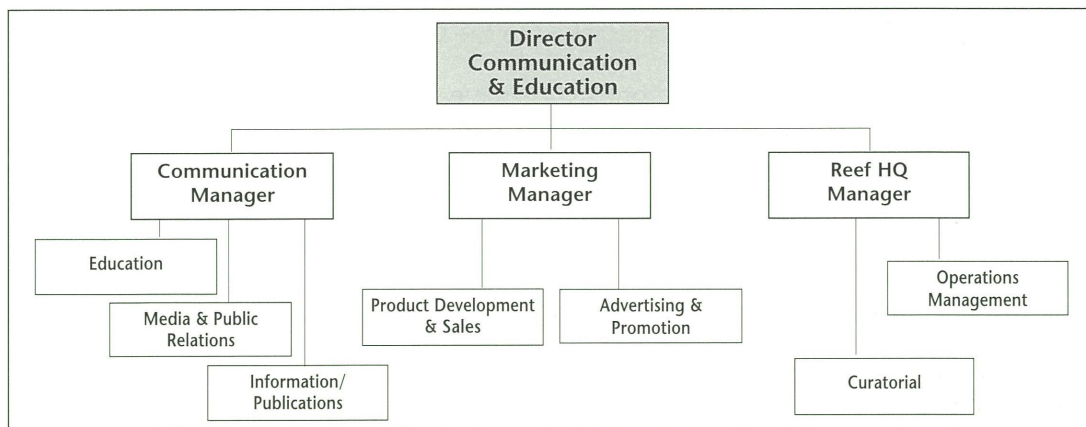 Director
Communication
& Education
Communication
Manager
Marketing
Manager
Reef HQ
Manager
Education
Media & Public
Relations
Information/
Publications
Product Development
& Sales
Advertising &
Promotion
Operations
Management
Curatorial